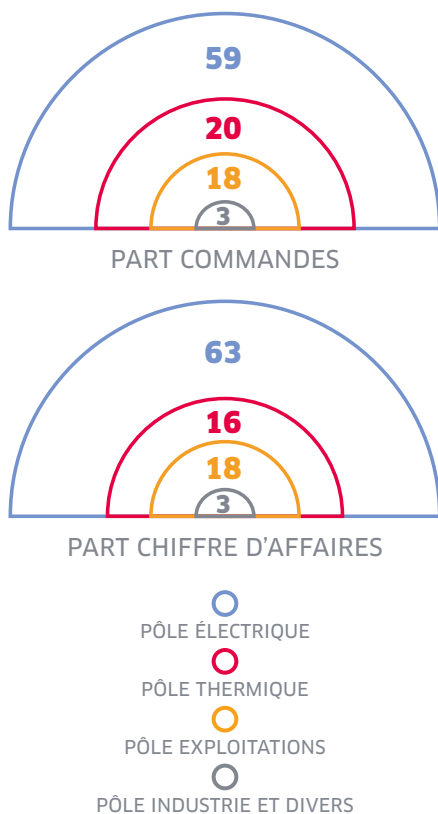 59
20
18
3
PART COMMANDES
63
16
18
3
PART CHIFFRE D'AFFAIRES
PÔLE ÉLECTRIQUE
PÔLE THERMIQUE
PÔLE EXPLOITATIONS
PÔLE INDUSTRIE ET DIVERS